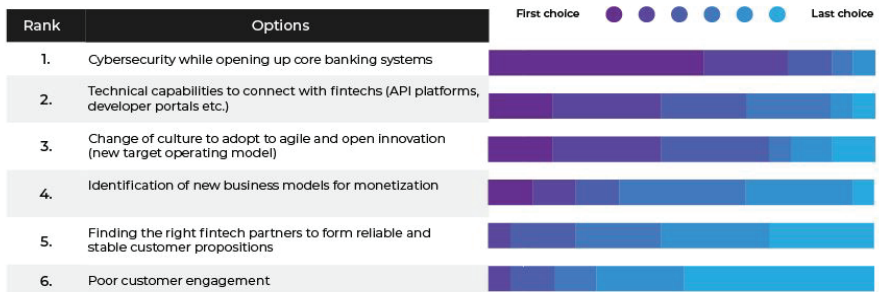 Rank Options First choice Last choice
1. Cybersecurity while opening up core banking systems
2. Technical capabilities to connect with fintechs (API platforms,
developer portals etc.)
3. Change of culture to adopt to agile and open innovation
(new target operating model)
4. Identification of new business models for monetization
5. Finding the right fintech partners to form reliable and
stable customer propositions
6. Poor customer engagement